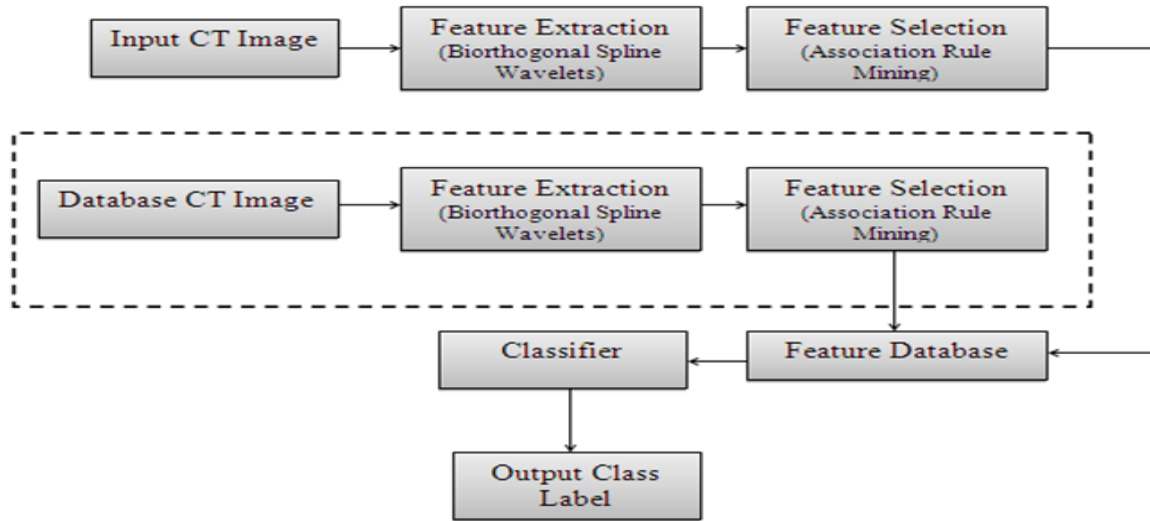 Input CT Image
Feature Extraction
(Biorthogonal Spline
Wavelets)
Feature Selection
(Association Rule
Mining)
Database CT Image
Feature Extraction
(Biorthogonal Spline
Wavelets)
Feature Selection
(Association Rule
Mining)
Classifier
Feature Database
Output Class
Label